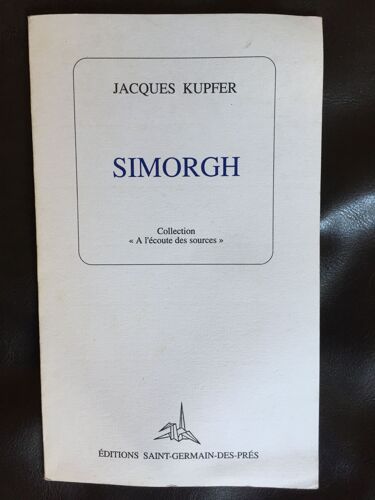 JACQUES KUPFER
SIMORGH
Collection
« A l'écoute des sources »
ÉDITIONS SAINT-GERMAIN-DES-PRÉS